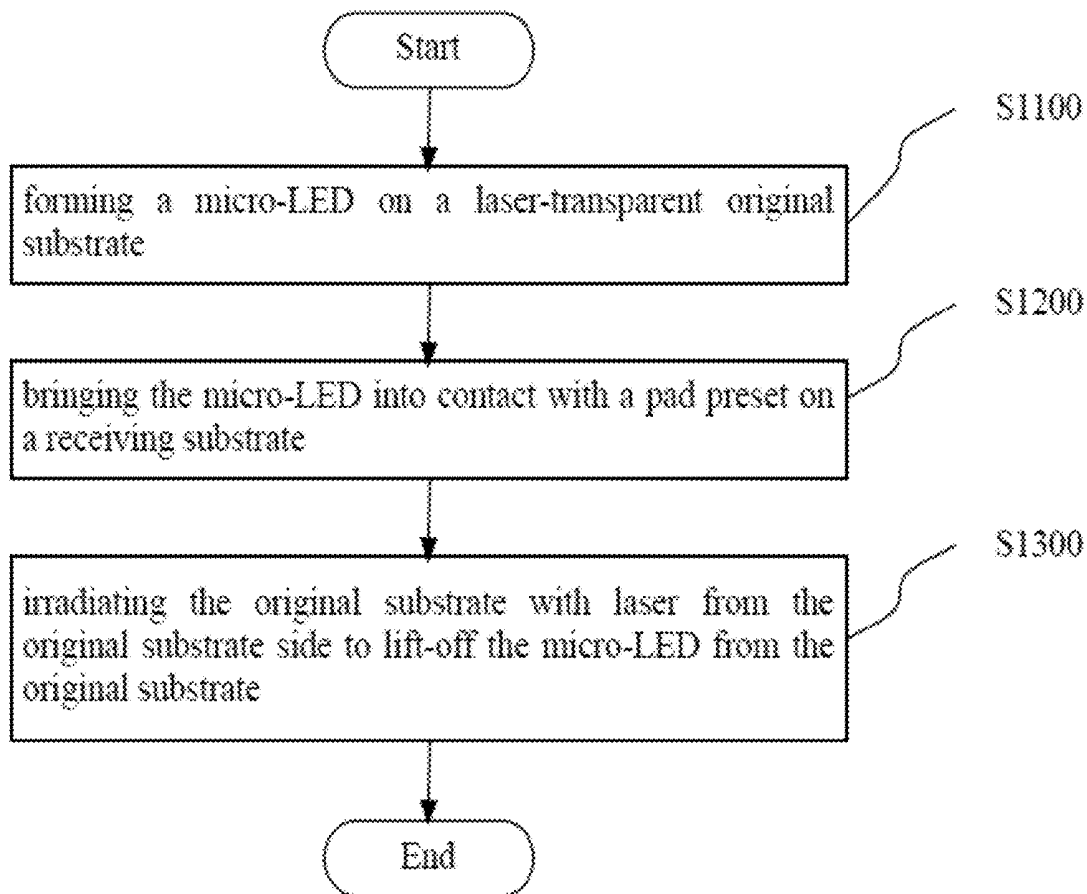 Start
S1100
forming a micro-LED on a laser-transparent original
substrate
S1200
bringing the micro-LED into contact with a pad preset on
a receiving substrate
S1300
irradiating the original substrate with laser from the
original substrate side to lift-off the micro-LED from the
original substrate
End